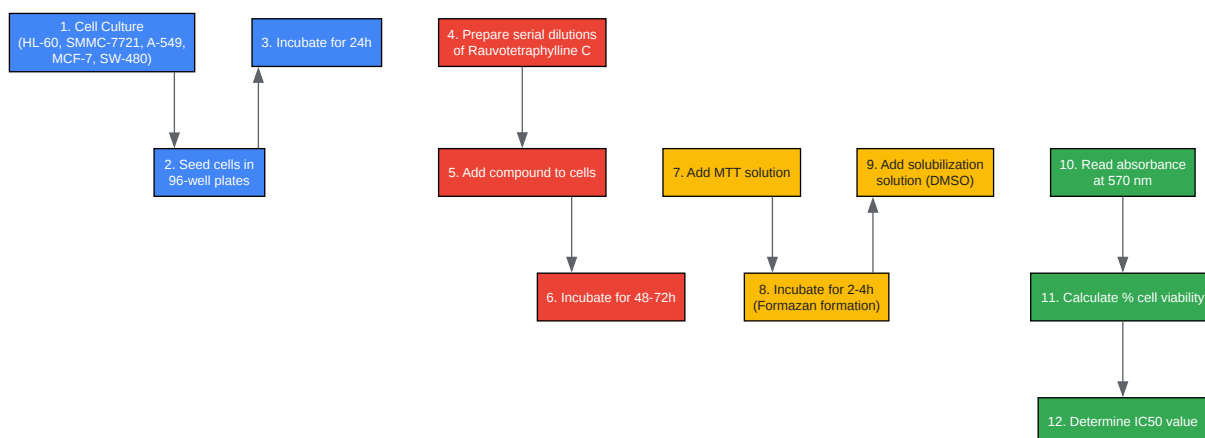 1. Cell Culture
(HL-60, SMMC-7721, A-549,
MCF-7, SW-480)
2. Seed cells in
96-well plates
3. Incubate for 24h
4. Prepare serial dilutions
of Rauvotetraphylline C
5. Add compound to cells
6. Incubate for 48-72h
7. Add MTT solution
8. Incubate for 2-4h
(Formazan formation)
9. Add solubilization
solution (DMSO)
10. Read absorbance
at 570 nm
11. Calculate % cell viability
12. Determine IC50 value